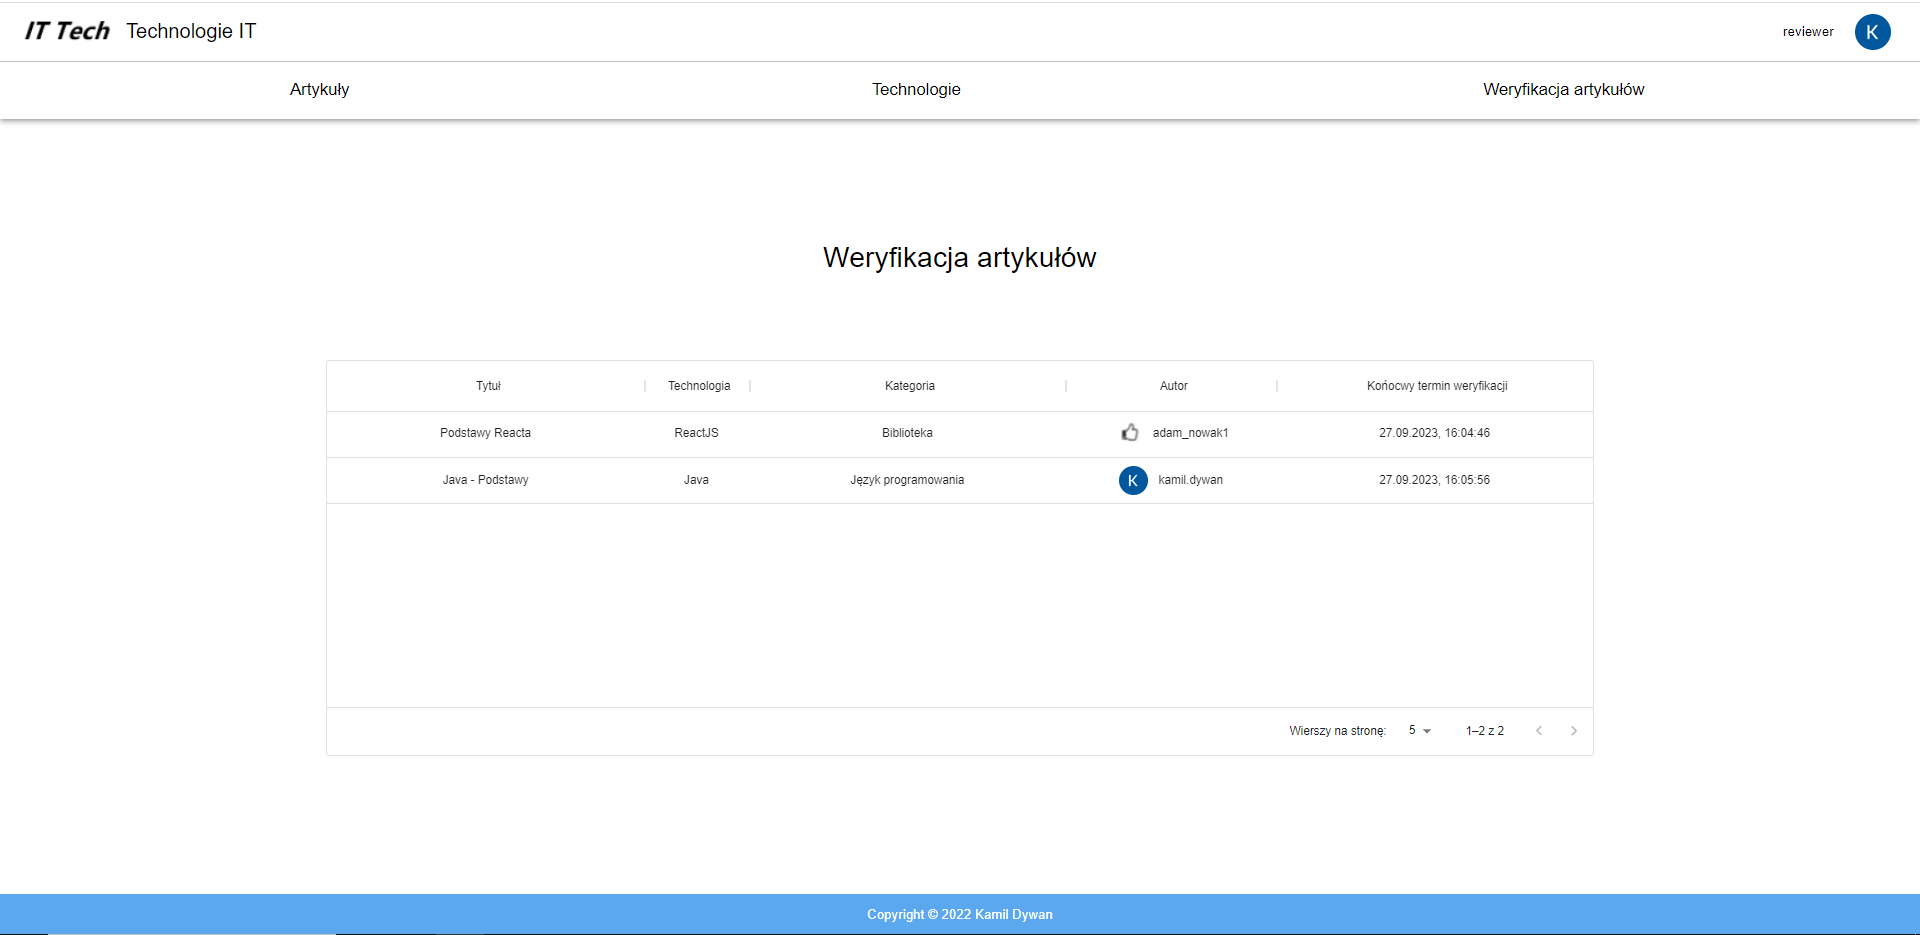 IT Tech Technologie IT reviewer K
Artykuły Technologie Weryfikacja artykułów
Weryfikacja artykułów
Tytuł Technologia Kategoria Autor Końocwy termin weryfikacji
Podstawy Reacta ReactJS Biblioteka adam_nowak1 27.09.2023, 16:04:46
Java - Podstawy Java Język programowania K kamil.dywan 27.09.2023, 16:05:56
Wierszy na stronę: 5 1–2 z 2
Copyright © 2022 Kamil Dywan